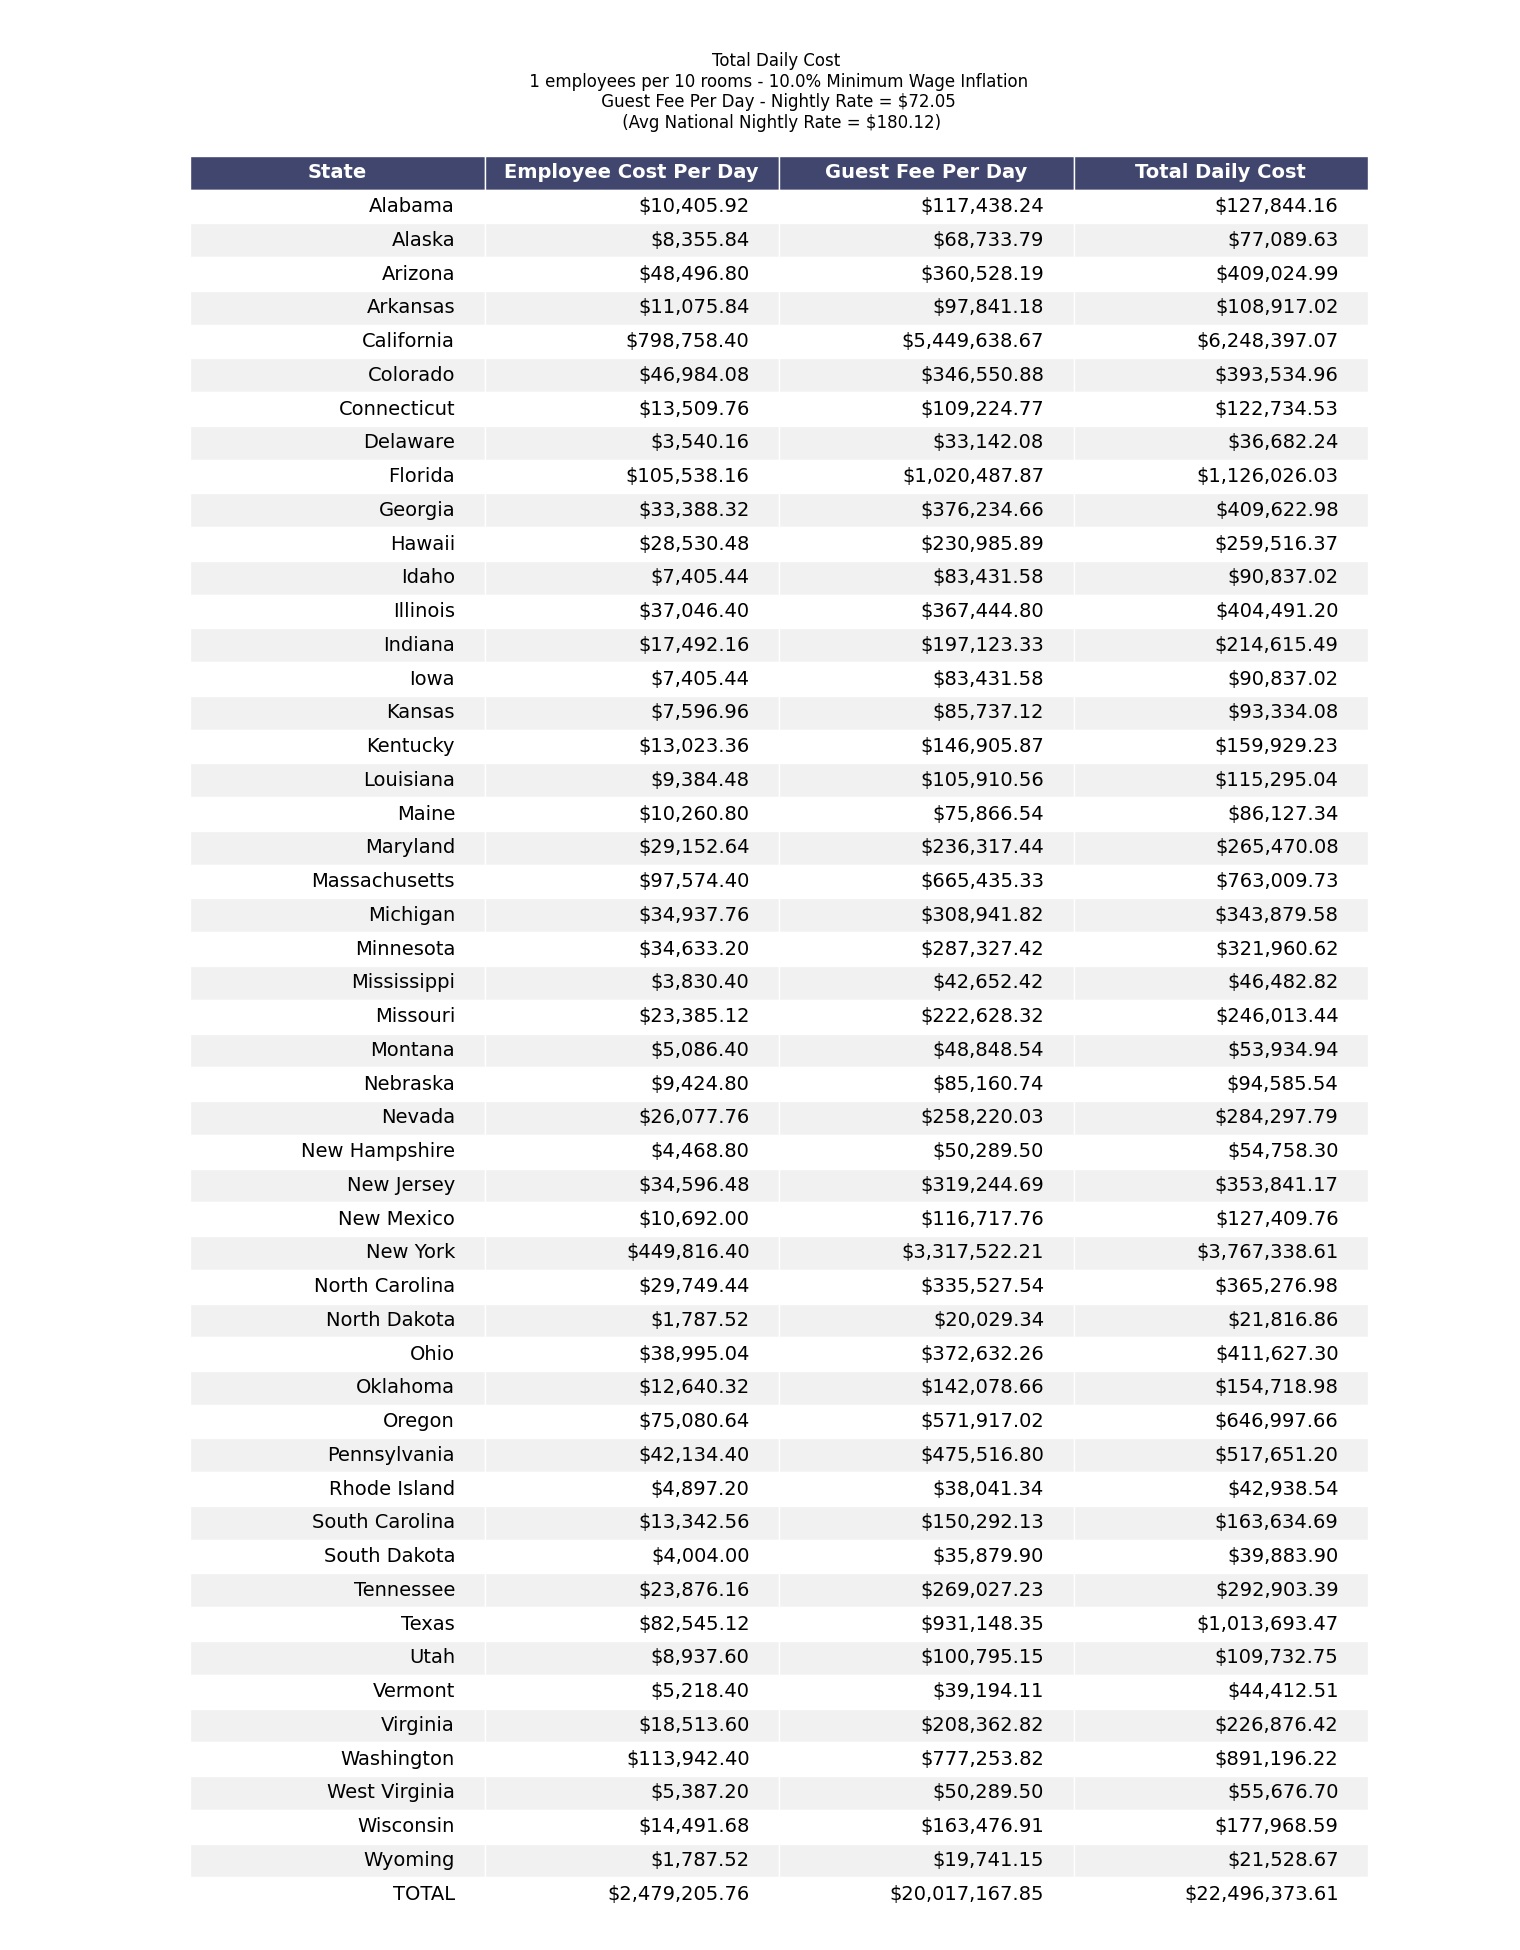 Total Daily Cost
1 employees per 10 rooms - 10.0% Minimum Wage Inflation
Guest Fee Per Day - Nightly Rate = $72.05
(Avg National Nightly Rate = $180.12)
State Employee Cost Per Day Guest Fee Per Day Total Daily Cost
Alabama $10,405.92 $117,438.24 $127,844.16
Alaska $8,355.84 $68,733.79 $77,089.63
Arizona $48,496.80 $360,528.19 $409,024.99
Arkansas $11,075.84 $97,841.18 $108,917.02
California $798,758.40 $5,449,638.67 $6,248,397.07
Colorado $46,984.08 $346,550.88 $393,534.96
Connecticut $13,509.76 $109,224.77 $122,734.53
Delaware $3,540.16 $33,142.08 $36,682.24
Florida $105,538.16 $1,020,487.87 $1,126,026.03
Georgia $33,388.32 $376,234.66 $409,622.98
Hawaii $28,530.48 $230,985.89 $259,516.37
Idaho $7,405.44 $83,431.58 $90,837.02
Illinois $37,046.40 $367,444.80 $404,491.20
Indiana $17,492.16 $197,123.33 $214,615.49
Iowa $7,405.44 $83,431.58 $90,837.02
Kansas $7,596.96 $85,737.12 $93,334.08
Kentucky $13,023.36 $146,905.87 $159,929.23
Louisiana $9,384.48 $105,910.56 $115,295.04
Maine $10,260.80 $75,866.54 $86,127.34
Maryland $29,152.64 $236,317.44 $265,470.08
Massachusetts $97,574.40 $665,435.33 $763,009.73
Michigan $34,937.76 $308,941.82 $343,879.58
Minnesota $34,633.20 $287,327.42 $321,960.62
Mississippi $3,830.40 $42,652.42 $46,482.82
Missouri $23,385.12 $222,628.32 $246,013.44
Montana $5,086.40 $48,848.54 $53,934.94
Nebraska $9,424.80 $85,160.74 $94,585.54
Nevada $26,077.76 $258,220.03 $284,297.79
New Hampshire $4,468.80 $50,289.50 $54,758.30
New Jersey $34,596.48 $319,244.69 $353,841.17
New Mexico $10,692.00 $116,717.76 $127,409.76
New York $449,816.40 $3,317,522.21 $3,767,338.61
North Carolina $29,749.44 $335,527.54 $365,276.98
North Dakota $1,787.52 $20,029.34 $21,816.86
Ohio $38,995.04 $372,632.26 $411,627.30
Oklahoma $12,640.32 $142,078.66 $154,718.98
Oregon $75,080.64 $571,917.02 $646,997.66
Pennsylvania $42,134.40 $475,516.80 $517,651.20
Rhode Island $4,897.20 $38,041.34 $42,938.54
South Carolina $13,342.56 $150,292.13 $163,634.69
South Dakota $4,004.00 $35,879.90 $39,883.90
Tennessee $23,876.16 $269,027.23 $292,903.39
Texas $82,545.12 $931,148.35 $1,013,693.47
Utah $8,937.60 $100,795.15 $109,732.75
Vermont $5,218.40 $39,194.11 $44,412.51
Virginia $18,513.60 $208,362.82 $226,876.42
Washington $113,942.40 $777,253.82 $891,196.22
West Virginia $5,387.20 $50,289.50 $55,676.70
Wisconsin $14,491.68 $163,476.91 $177,968.59
Wyoming $1,787.52 $19,741.15 $21,528.67
TOTAL $2,479,205.76 $20,017,167.85 $22,496,373.61